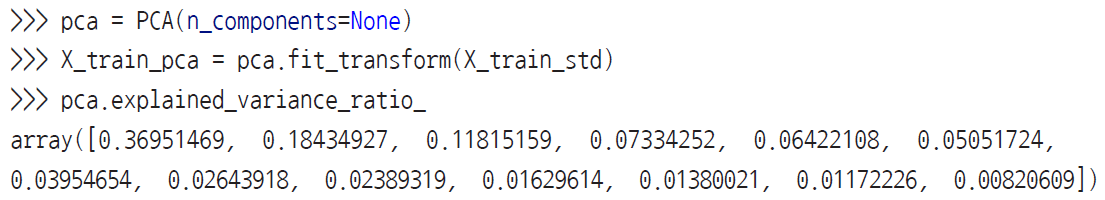 >>> pca = PCA(n_components=None)
>>> X_train_pca = pca.fit_transform(X_train_std)
>>> pca.explained_variance_ratio_
array([0.36951469, 0.18434927, 0.11815159, 0.07334252, 0.06422108, 0.05051724,
0.03954654, 0.02643918, 0.02389319, 0.01629614, 0.01380021, 0.01172226, 0.00820609])